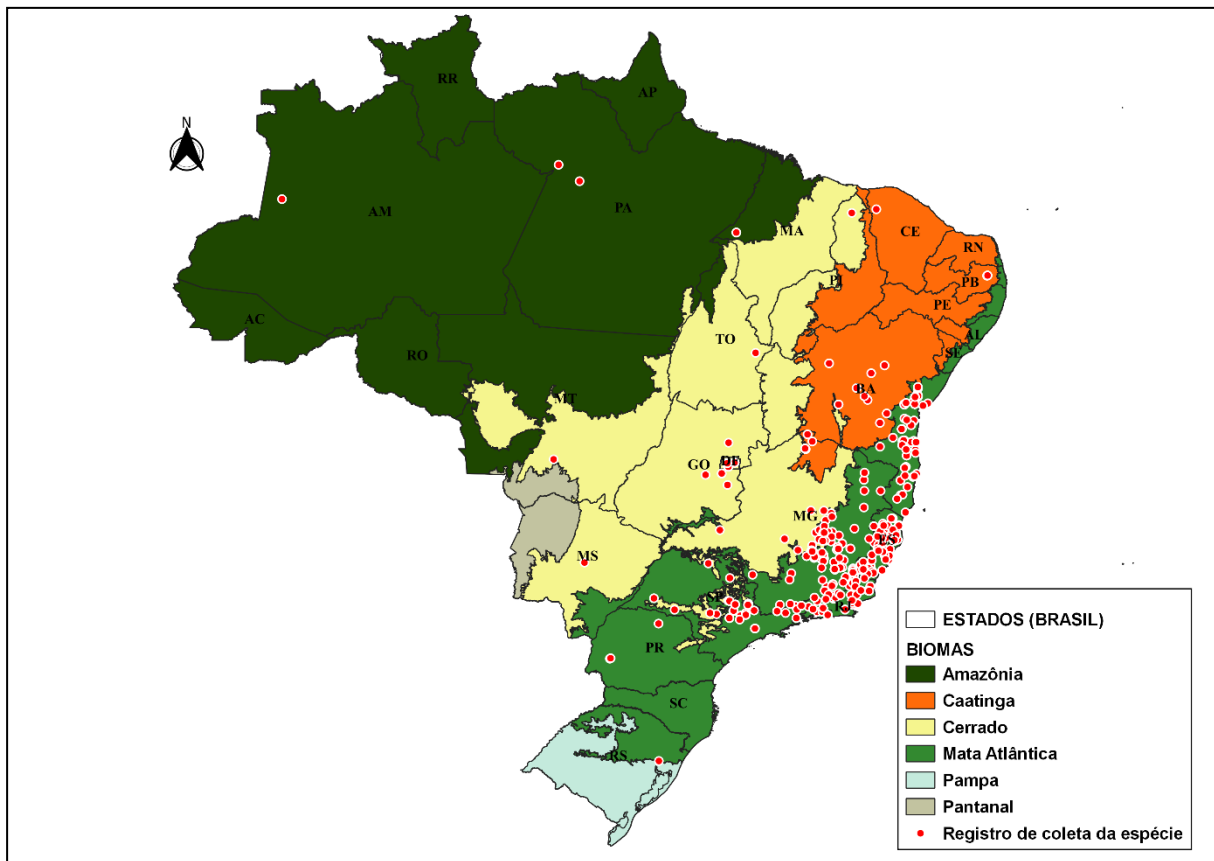 N
RR
AP
AM
PA
MA
CE
RN
PB
PI
PE
AL
SE
AC
RO
TO
BA
MT
GO
DF
MG
ES
MS
SP
RJ
PR
SC
RS
ESTADOS (BRASIL)
BIOMAS
Amazônia
Caatinga
Cerrado
Mata Atlântica
Pampa
Pantanal
Registro de coleta da espécie